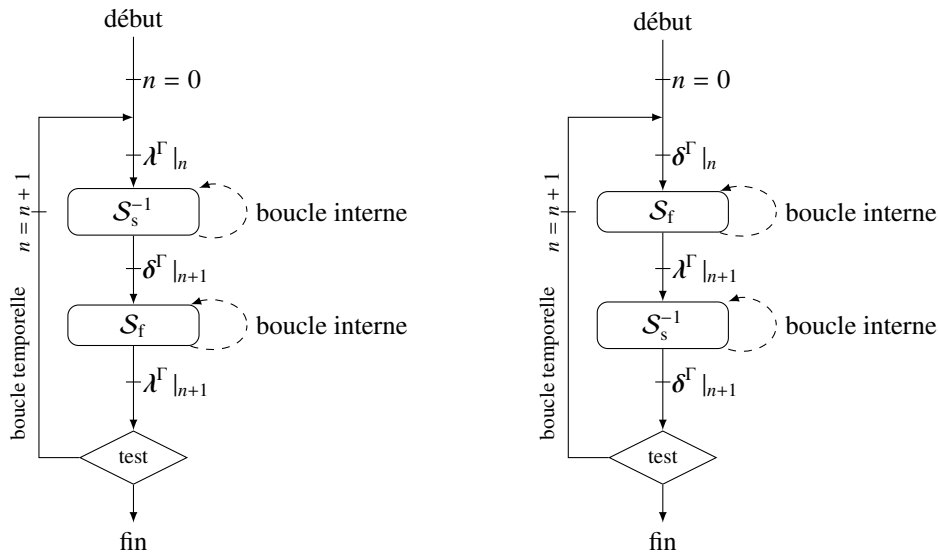 début
n = 0
λ^Γ |_n
S_s^{-1}
boucle interne
δ^Γ |_{n+1}
S_f
boucle interne
λ^Γ |_{n+1}
test
fin
n = n + 1
boucle temporelle
début
n = 0
δ^Γ |_n
S_f
boucle interne
λ^Γ |_{n+1}
S_s^{-1}
boucle interne
δ^Γ |_{n+1}
test
fin
n = n + 1
boucle temporelle